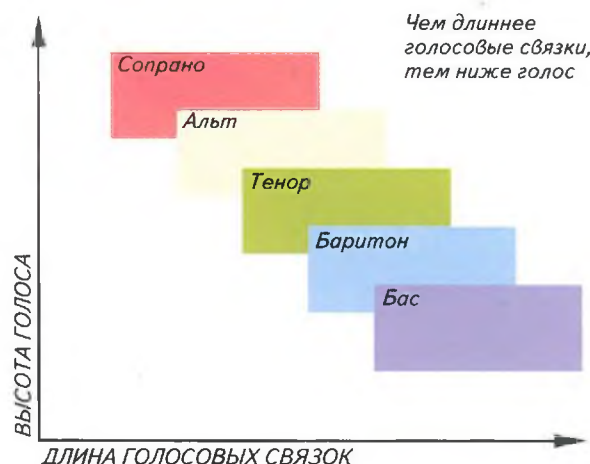 Чем длиннее
голосовые связки,
тем ниже голос
Сопрано
Альт
Тенор
Баритон
Бас
ВЫСОТА ГОЛОСА
ДЛИНА ГОЛОСОВЫХ СВЯЗОК